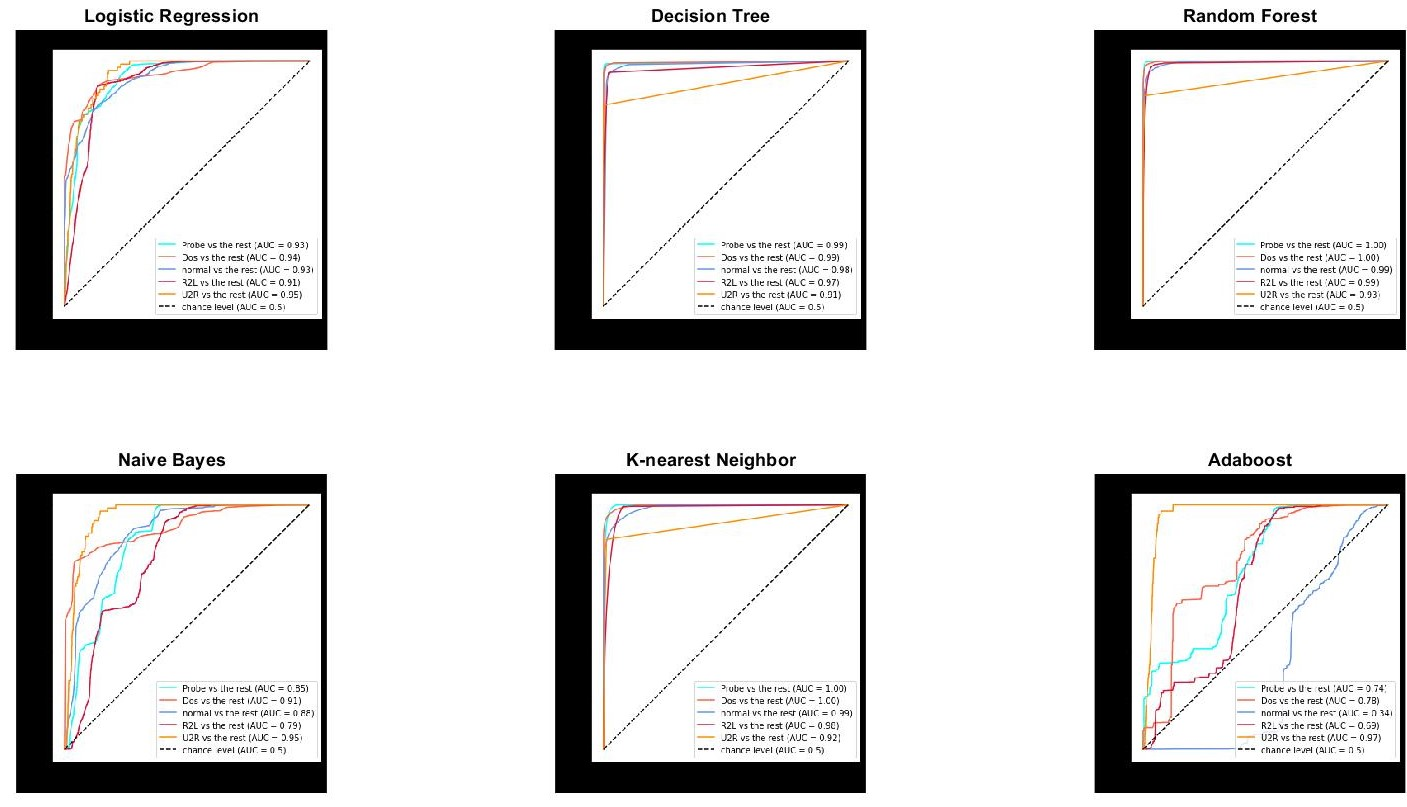 Logistic Regression
Probe vs the rest (AUC = 0.93)
Dos vs the rest (AUC = 0.94)
normal vs the rest (AUC = 0.93)
R2L vs the rest (AUC = 0.91)
U2R vs the rest (AUC = 0.95)
chance level (AUC = 0.5)
Decision Tree
Probe vs the rest (AUC = 0.99)
Dos vs the rest (AUC = 0.99)
normal vs the rest (AUC = 0.98)
R2L vs the rest (AUC = 0.97)
U2R vs the rest (AUC = 0.91)
chance level (AUC = 0.5)
Random Forest
Probe vs the rest (AUC = 1.00)
Dos vs the rest (AUC = 1.00)
normal vs the rest (AUC = 0.99)
R2L vs the rest (AUC = 0.99)
U2R vs the rest (AUC = 0.93)
chance level (AUC = 0.5)
Naive Bayes
Probe vs the rest (AUC = 0.85)
Dos vs the rest (AUC = 0.91)
normal vs the rest (AUC = 0.88)
R2L vs the rest (AUC = 0.79)
U2R vs the rest (AUC = 0.95)
chance level (AUC = 0.5)
K-nearest Neighbor
Probe vs the rest (AUC = 1.00)
Dos vs the rest (AUC = 1.00)
normal vs the rest (AUC = 0.99)
R2L vs the rest (AUC = 0.98)
U2R vs the rest (AUC = 0.92)
chance level (AUC = 0.5)
Adaboost
Probe vs the rest (AUC = 0.74)
Dos vs the rest (AUC = 0.78)
normal vs the rest (AUC = 0.34)
R2L vs the rest (AUC = 0.69)
U2R vs the rest (AUC = 0.97)
chance level (AUC = 0.5)